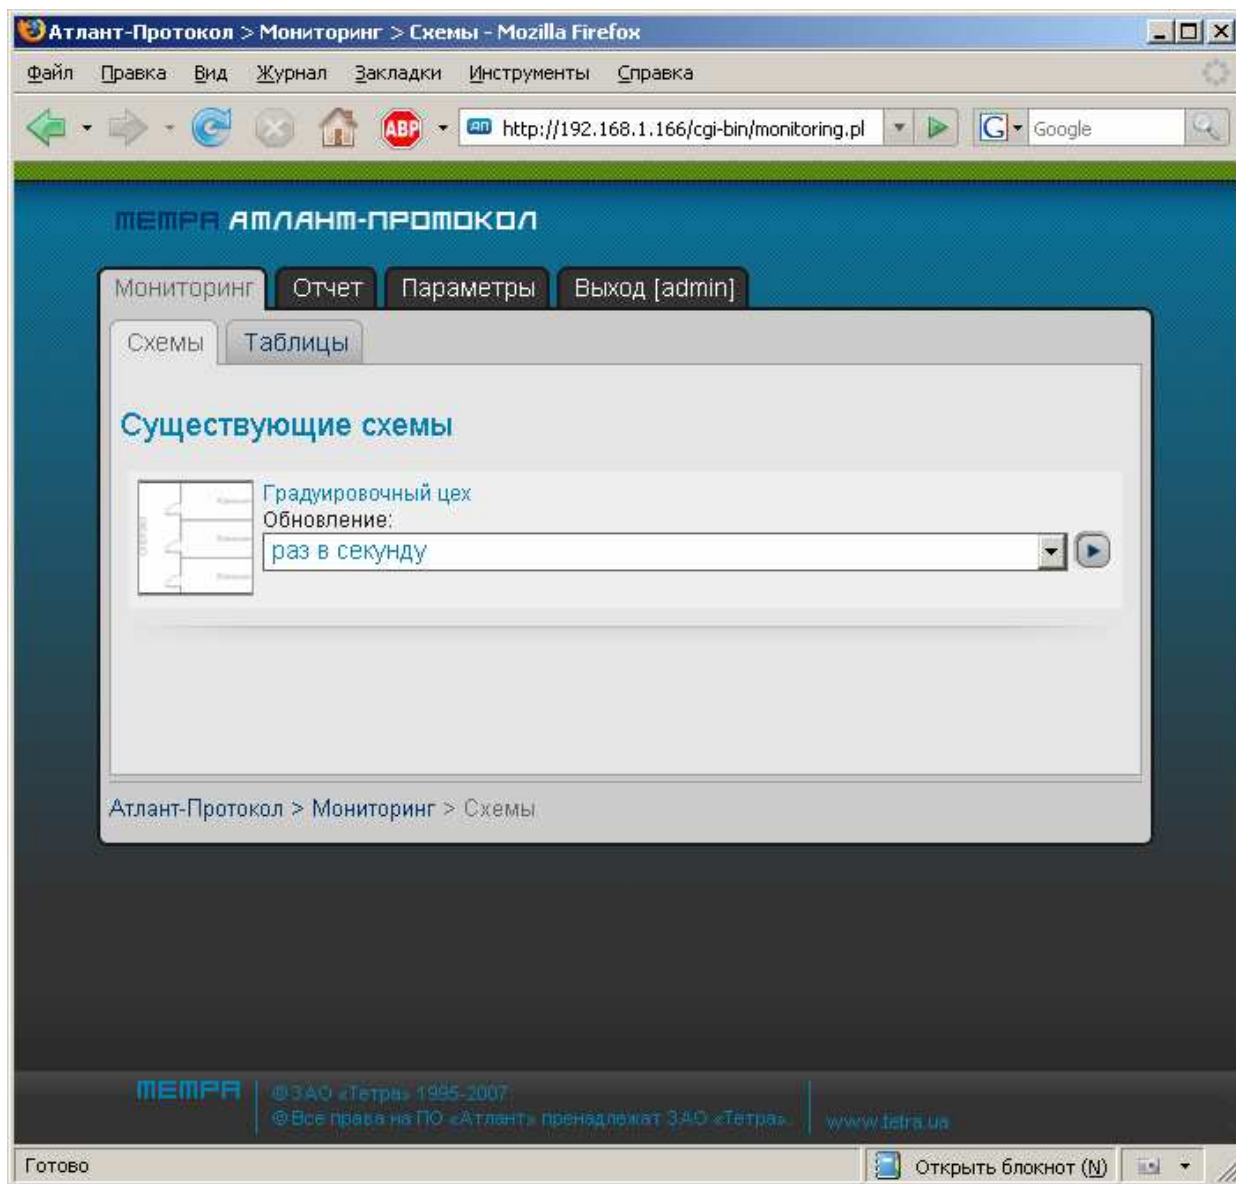 Атлант-Протокол > Мониторинг > Схемы - Mozilla Firefox
Файл Правка Вид Журнал Закладки Инструменты Справка
ABP АП http://192.168.1.166/cgi-bin/monitoring.pl G Google
ТЕТРА АТЛАНТ-ПРОТОКОЛ
Мониторинг Отчет Параметры Выход [admin]
Схемы Таблицы
Существующие схемы
Градуировочный цех
Обновление:
раз в секунду
Атлант-Протокол > Мониторинг > Схемы
ТЕТРА
© ЗАО «Тетра» 1995-2007.
© Все права на ПО «Атлант» пренадлежат ЗАО «Тетра».
www.tetra.ua
Готово Открыть блокнот (N)